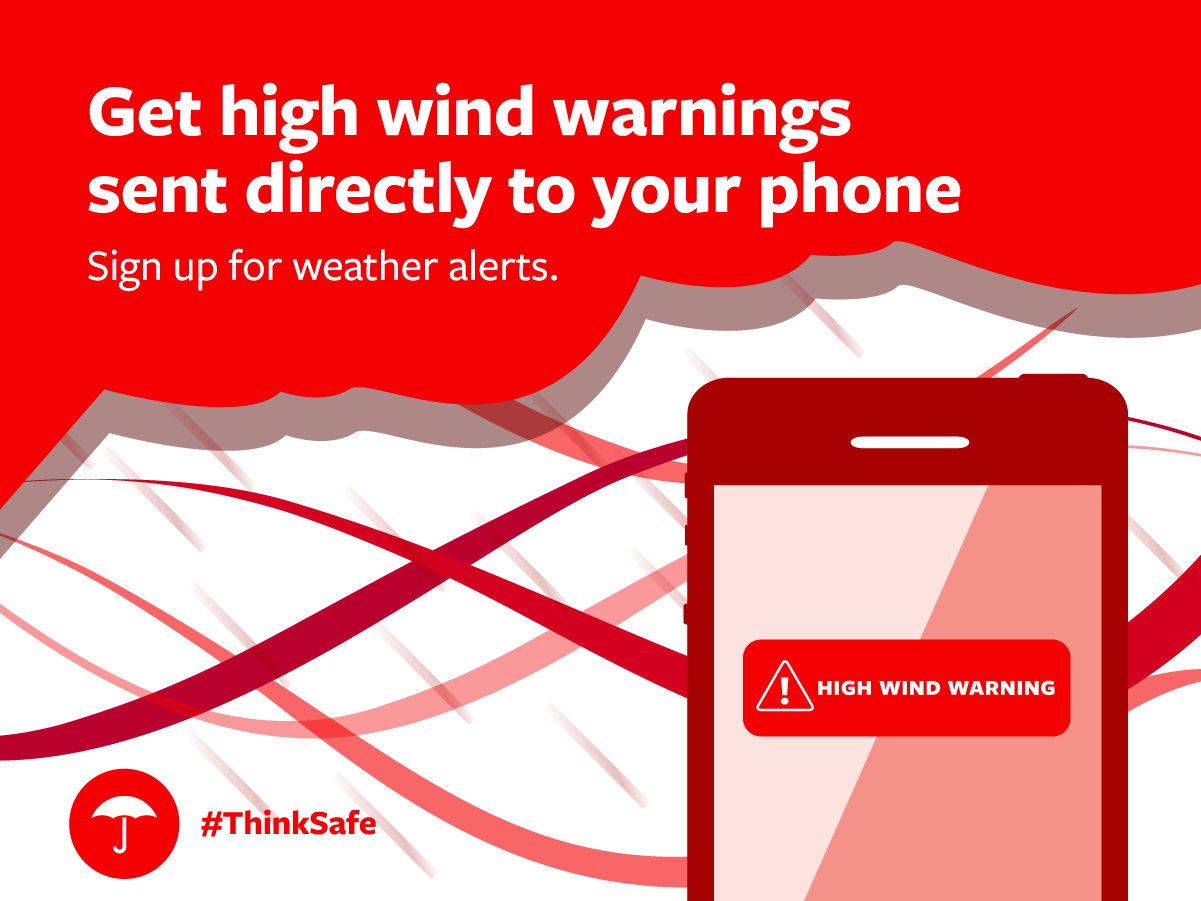 Get high wind warnings
sent directly to your phone
Sign up for weather alerts.
HIGH WIND WARNING
#ThinkSafe